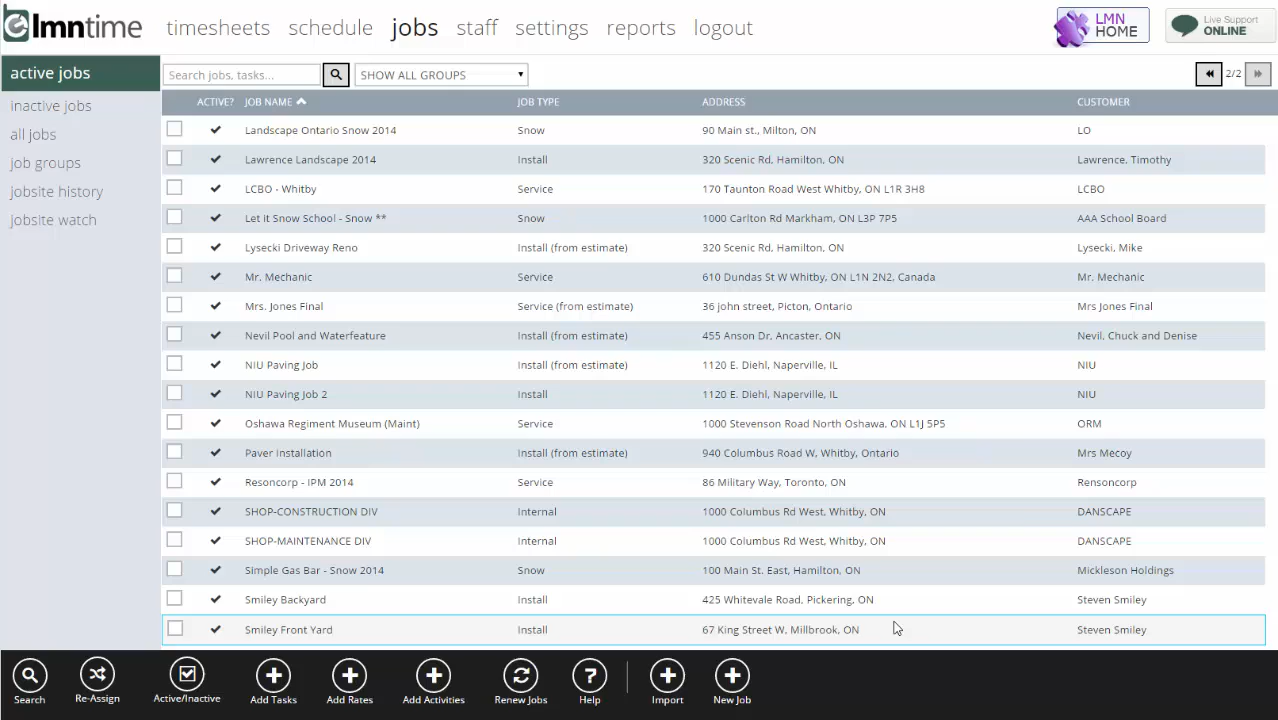 lmntime timesheets schedule jobs staff settings reports logout LMN HOME Live Support ONLINE
active jobs
inactive jobs
all jobs
job groups
jobsite history
jobsite watch
Search jobs, tasks... SHOW ALL GROUPS 2/2
ACTIVE? JOB NAME JOB TYPE ADDRESS CUSTOMER
Landscape Ontario Snow 2014 Snow 90 Main st., Milton, ON LO
Lawrence Landscape 2014 Install 320 Scenic Rd, Hamilton, ON Lawrence, Timothy
LCBO - Whitby Service 170 Taunton Road West Whitby, ON L1R 3H8 LCBO
Let it Snow School - Snow ** Snow 1000 Carlton Rd Markham, ON L3P 7P5 AAA School Board
Lysecki Driveway Reno Install (from estimate) 320 Scenic Rd, Hamilton, ON Lysecki, Mike
Mr. Mechanic Service 610 Dundas St W Whitby, ON L1N 2N2, Canada Mr. Mechanic
Mrs. Jones Final Service (from estimate) 36 john street, Picton, Ontario Mrs Jones Final
Nevil Pool and Waterfeature Install (from estimate) 455 Anson Dr, Ancaster, ON Nevil, Chuck and Denise
NIU Paving Job Install (from estimate) 1120 E. Diehl, Naperville, IL NIU
NIU Paving Job 2 Install 1120 E. Diehl, Naperville, IL NIU
Oshawa Regiment Museum (Maint) Service 1000 Stevenson Road North Oshawa, ON L1J 5P5 ORM
Paver Installation Install (from estimate) 940 Columbus Road W, Whitby, Ontario Mrs Mecoy
Resoncorp - IPM 2014 Service 86 Military Way, Toronto, ON Rensoncorp
SHOP-CONSTRUCTION DIV Internal 1000 Columbus Rd West, Whitby, ON DANSCAPE
SHOP-MAINTENANCE DIV Internal 1000 Columbus Rd West, Whitby, ON DANSCAPE
Simple Gas Bar - Snow 2014 Snow 100 Main St. East, Hamilton, ON Mickleson Holdings
Smiley Backyard Install 425 Whitevale Road, Pickering, ON Steven Smiley
Smiley Front Yard Install 67 King Street W, Millbrook, ON Steven Smiley
Search Re-Assign Active/Inactive Add Tasks Add Rates Add Activities Renew Jobs Help Import New Job